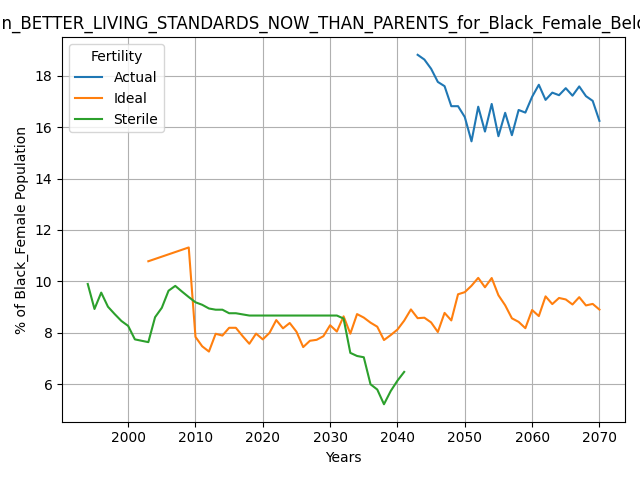 n_BETTER_LIVING_STANDARDS_NOW_THAN_PARENTS_for_Black_Female_Belo
Fertility
Actual
Ideal
Sterile
% of Black_Female Population
18
16
14
12
10
8
6
2000 2010 2020 2030 2040 2050 2060 2070
Years